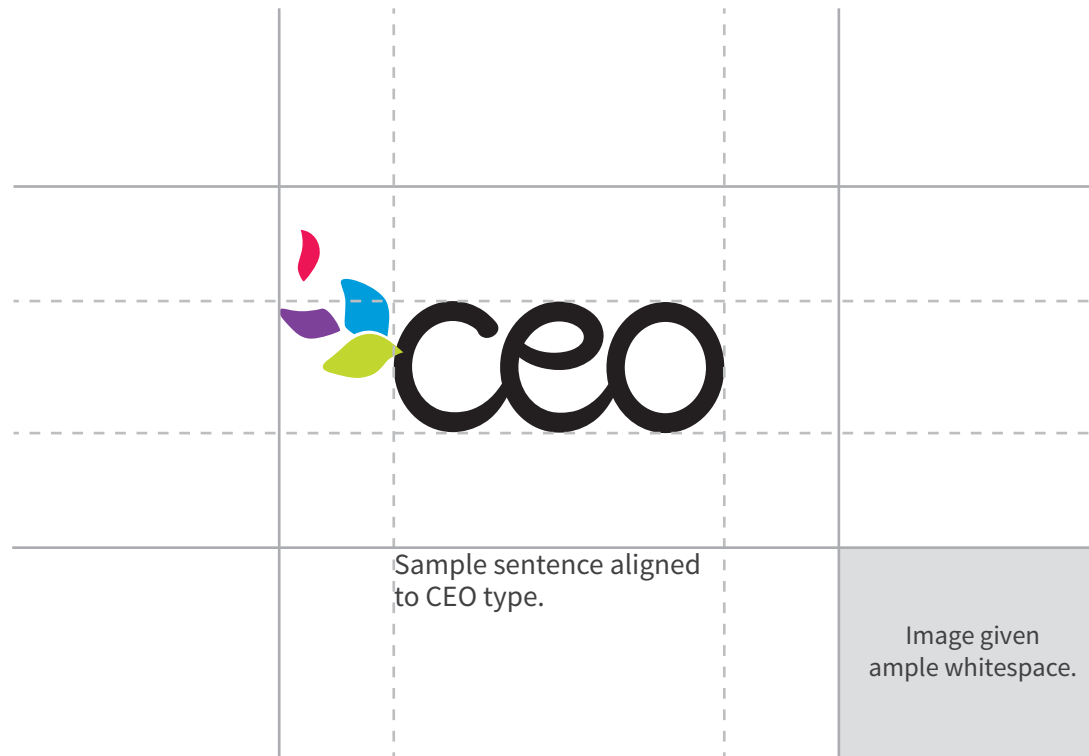 ceo
Sample sentence aligned
to CEO type.
Image given
ample whitespace.